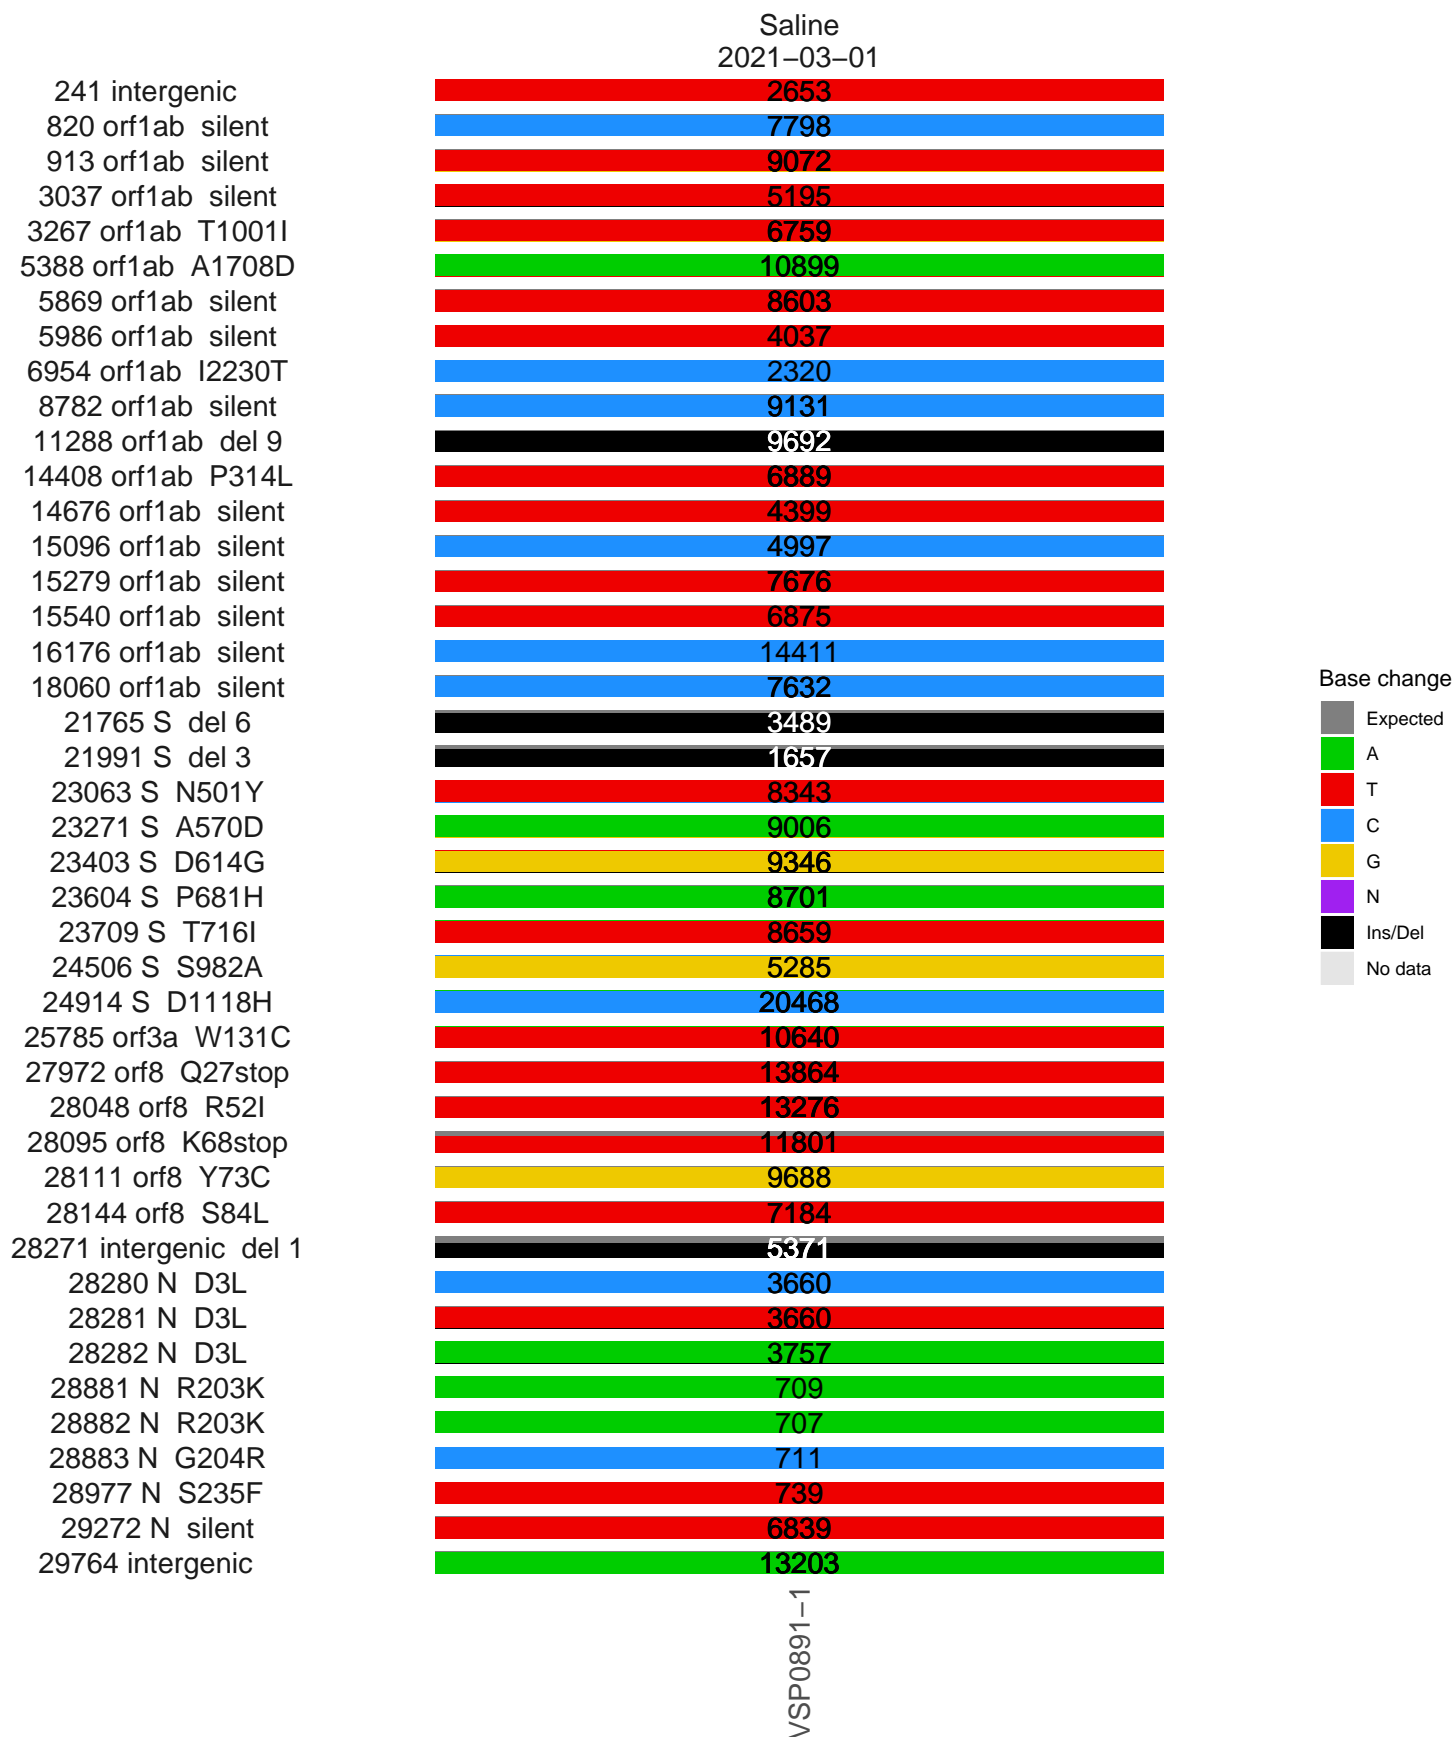 Saline
2021−03−01
241 intergenic 2653
820 orf1ab silent 7798
913 orf1ab silent 9072
3037 orf1ab silent 5195
3267 orf1ab T1001I 6759
5388 orf1ab A1708D 10899
5869 orf1ab silent 8603
5986 orf1ab silent 4037
6954 orf1ab I2230T 2320
8782 orf1ab silent 9131
11288 orf1ab del 9 9692
14408 orf1ab P314L 6889
14676 orf1ab silent 4399
15096 orf1ab silent 4997
15279 orf1ab silent 7676
15540 orf1ab silent 6875
16176 orf1ab silent 14411
18060 orf1ab silent 7632
21765 S del 6 3489
21991 S del 3 1657
23063 S N501Y 8343
23271 S A570D 9006
23403 S D614G 9346
23604 S P681H 8701
23709 S T716I 8659
24506 S S982A 5285
24914 S D1118H 20468
25785 orf3a W131C 10640
27972 orf8 Q27stop 13864
28048 orf8 R52I 13276
28095 orf8 K68stop 11801
28111 orf8 Y73C 9688
28144 orf8 S84L 7184
28271 intergenic del 1 5371
28280 N D3L 3660
28281 N D3L 3660
28282 N D3L 3757
28881 N R203K 709
28882 N R203K 707
28883 N G204R 711
28977 N S235F 739
29272 N silent 6839
29764 intergenic 13203
VSP0891−1
Base change
Expected
A
T
C
G
N
Ins/Del
No data